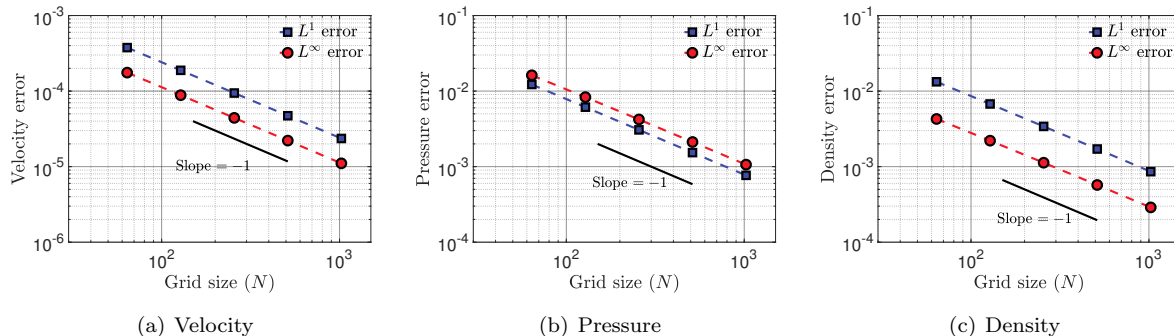 10^{-3}
10^{-4}
10^{-5}
10^{-6}
Velocity error
L^1 error
L^∞ error
Slope = −1
10^2
10^3
Grid size (N)
(a) Velocity
10^{-1}
10^{-2}
10^{-3}
10^{-4}
Pressure error
L^1 error
L^∞ error
Slope = −1
10^2
10^3
Grid size (N)
(b) Pressure
10^{-1}
10^{-2}
10^{-3}
10^{-4}
Density error
L^1 error
L^∞ error
Slope = −1
10^2
10^3
Grid size (N)
(c) Density